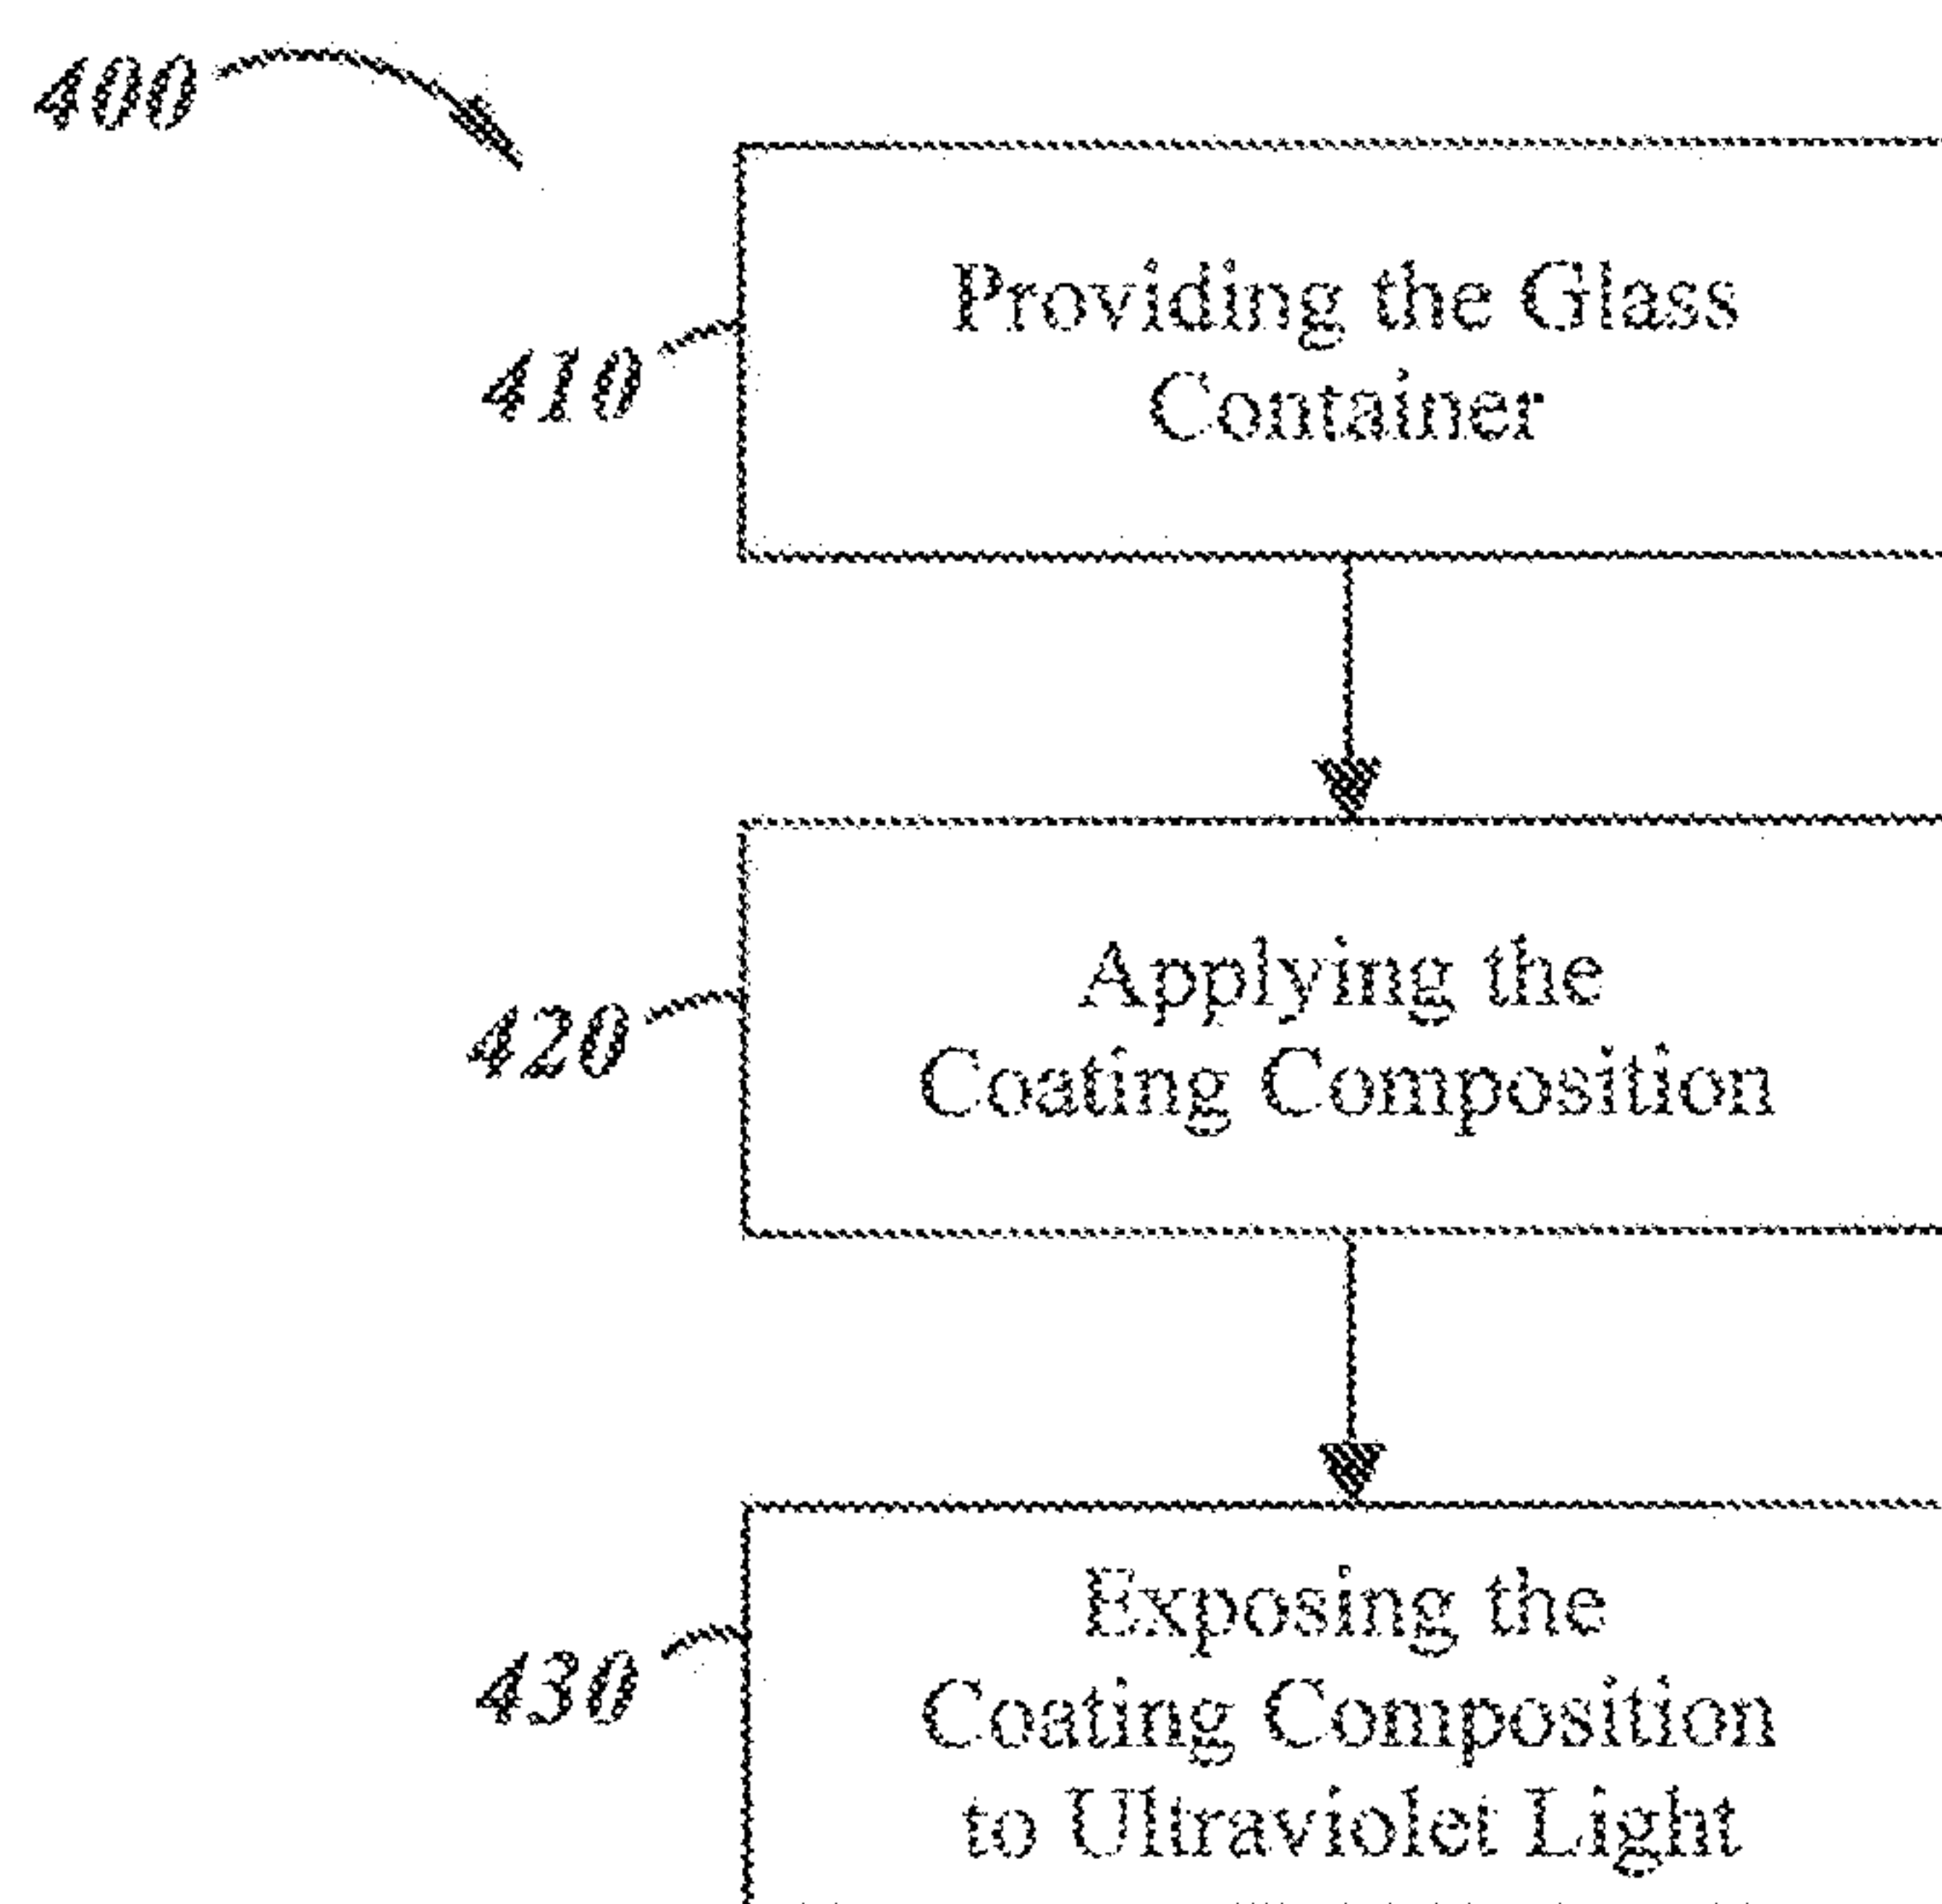 400
Providing the Glass
Container
410
Applying the
Coating Composition
420
Exposing the
Coating Composition
to Ultraviolet Light
430